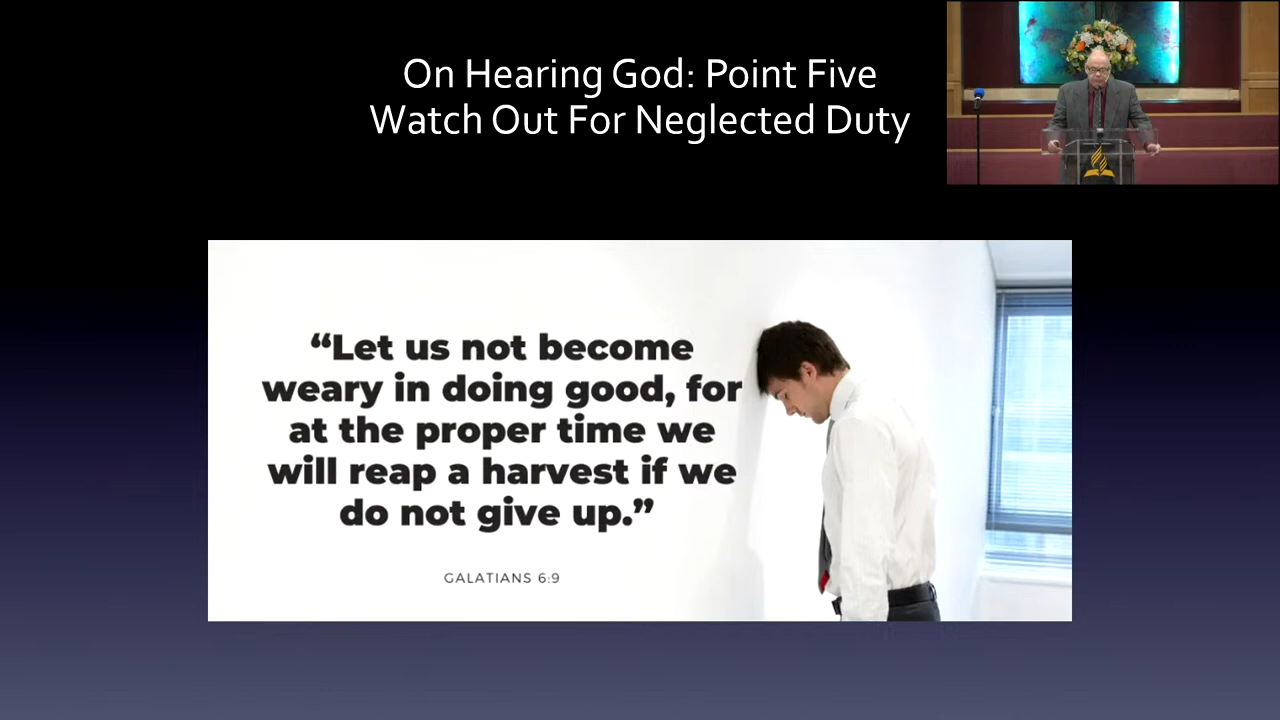 On Hearing God: Point Five
Watch Out For Neglected Duty
“Let us not become
weary in doing good, for
at the proper time we
will reap a harvest if we
do not give up.”
GALATIANS 6:9